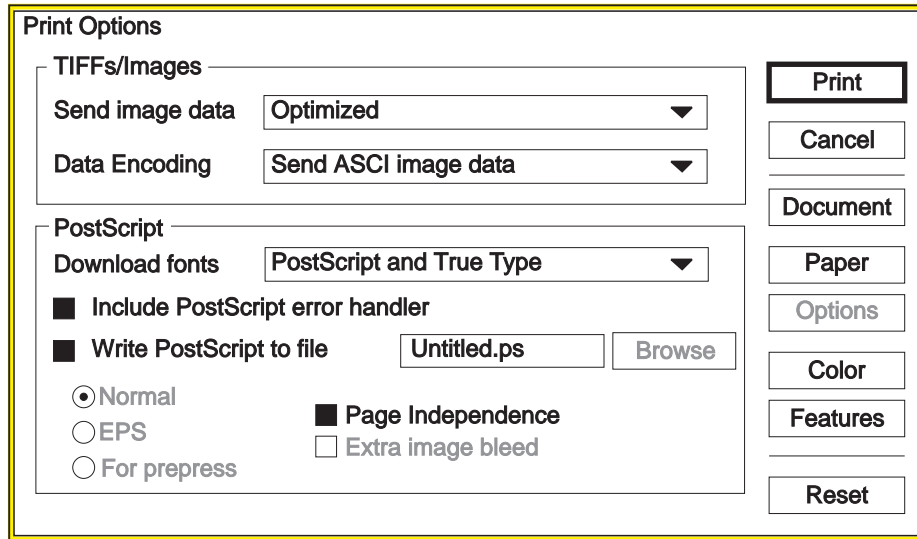 Print Options
TIFFs/Images
Send image data Optimized
Data Encoding Send ASCI image data
PostScript
Download fonts PostScript and True Type
Include PostScript error handler
Write PostScript to file Untitled.ps Browse
Normal
EPS
For prepress
Page Independence
Extra image bleed
Print
Cancel
Document
Paper
Options
Color
Features
Reset